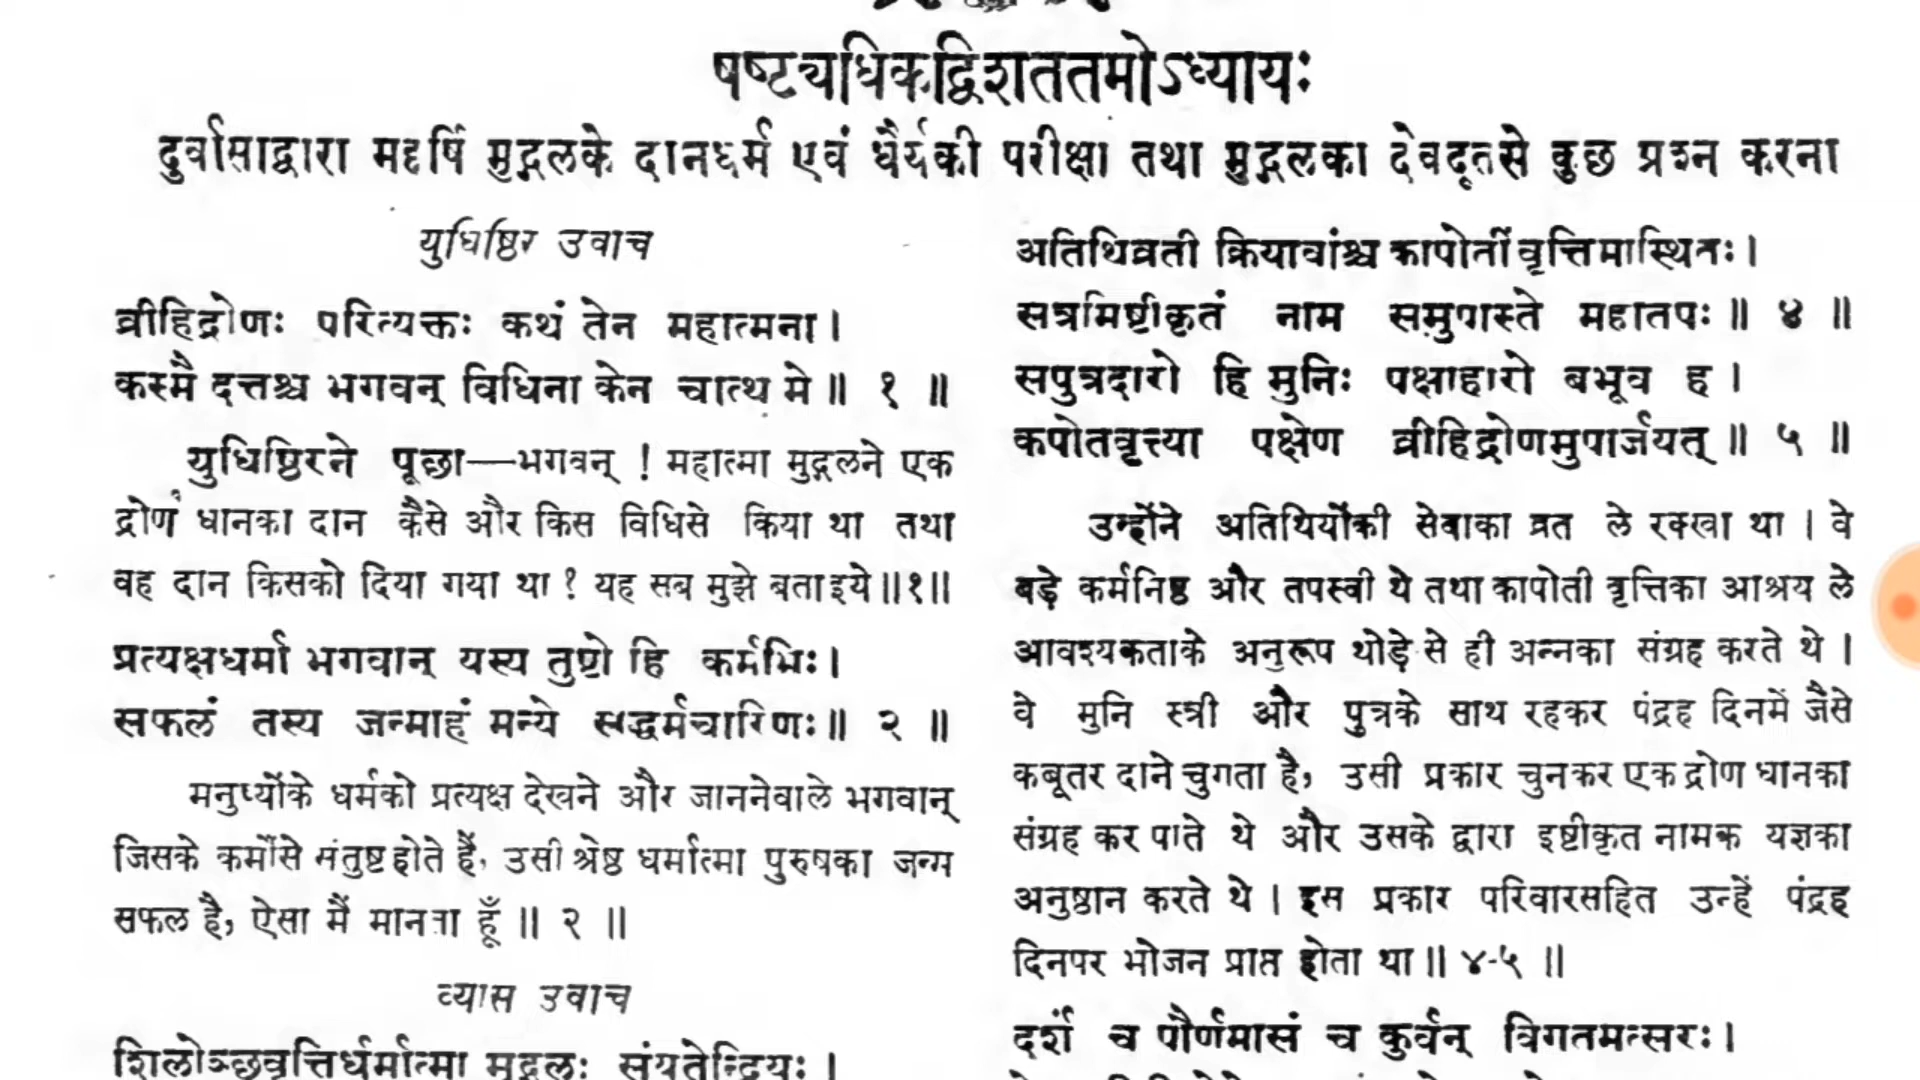 षष्ट्यधिकद्विशततमोऽध्यायः
दुर्वासाद्वारा महर्षि मुद्गलके दानधर्म एवं धैर्यकी परीक्षा तथा मुद्गलका देवदूतसे कुछ प्रश्न करना
युधिष्ठिर उवाच
व्रीहिद्रोणः परित्यक्तः कथं तेन महात्मना।
कस्मै दत्तश्च भगवन् विधिना केन चात्थ मे॥ १ ॥
युधिष्ठिरने पूछा—भगवन् ! महात्मा मुद्गलने एक
द्रोण धानका दान कैसे और किस विधिसे किया था तथा
वह दान किसको दिया गया था? यह सब मुझे बताइये॥१॥
प्रत्यक्षधर्मा भगवान् यस्य तुष्टो हि कर्मभिः।
सफलं तस्य जन्माहं मन्ये सद्धर्मचारिणः॥ २ ॥
मनुष्योंके धर्मको प्रत्यक्ष देखने और जाननेवाले भगवान्
जिसके कर्मोंसे संतुष्ट होते हैं, उसी श्रेष्ठ धर्मात्मा पुरुषका जन्म
सफल है, ऐसा मैं मानता हूँ ॥ २ ॥
व्यास उवाच
शिलोञ्छवृत्तिर्धर्मात्मा मुद्गलः संयतेन्द्रियः।
अतिथिव्रती क्रियावांश्च कापोतीं वृत्तिमास्थितः।
सत्रमिष्टीकृतं नाम समुपास्ते महातपः॥ ४ ॥
सपुत्रदारो हि मुनिः पक्षाहारो बभूव ह।
कपोतवृत्त्या पक्षेण व्रीहिद्रोणमुपार्जयत्॥ ५ ॥
उन्होंने अतिथियोंकी सेवाका व्रत ले रक्खा था। वे
बड़े कर्मनिष्ठ और तपस्वी थे तथा कापोती वृत्तिका आश्रय ले
आवश्यकताके अनुरूप थोड़े-से ही अन्नका संग्रह करते थे।
वे मुनि स्त्री और पुत्रके साथ रहकर पंद्रह दिनमें जैसे
कबूतर दाने चुगता है, उसी प्रकार चुनकर एक द्रोण धानका
संग्रह कर पाते थे और उसके द्वारा इष्टीकृत नामक यज्ञका
अनुष्ठान करते थे। इस प्रकार परिवारसहित उन्हें पंद्रह
दिनपर भोजन प्राप्त होता था॥ ४-५ ॥
दर्शं च पौर्णमासं च कुर्वन् विगतमत्सरः।